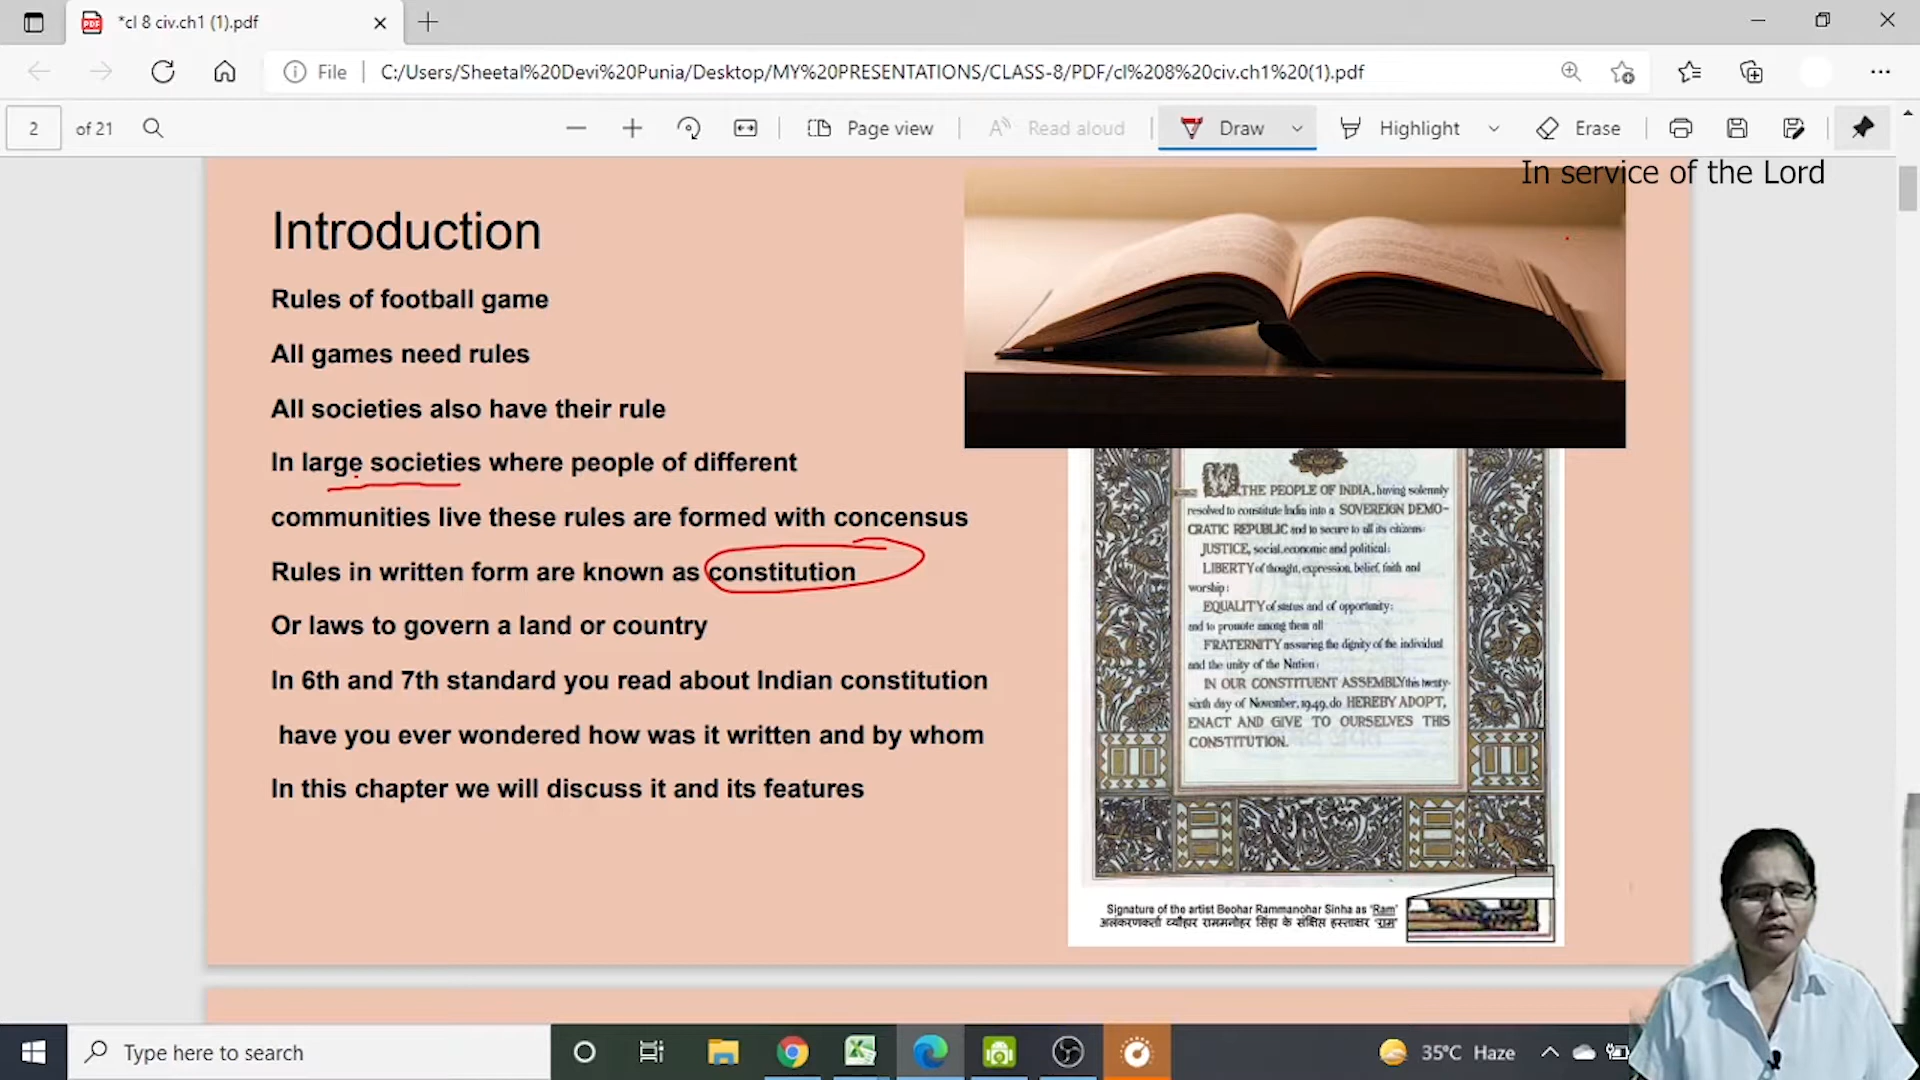 *cl 8 civ.ch1 (1).pdf
File
C:/Users/Sheetal%20Devi%20Punia/Desktop/MY%20PRESENTATIONS/CLASS-8/PDF/cl%208%20civ.ch1%20(1).pdf
2 of 21
Page view
Read aloud
Draw
Highlight
Erase
In service of the Lord
Introduction
Rules of football game
All games need rules
All societies also have their rule
In large societies where people of different
communities live these rules are formed with concensus
Rules in written form are known as constitution
Or laws to govern a land or country
In 6th and 7th standard you read about Indian constitution
have you ever wondered how was it written and by whom
In this chapter we will discuss it and its features
WE, THE PEOPLE OF INDIA, having solemnly
resolved to constitute India into a SOVEREIGN DEMO-
CRATIC REPUBLIC and to secure to all its citizens:
JUSTICE, social, economic and political;
LIBERTY of thought, expression, belief, faith and
worship;
EQUALITY of status and of opportunity;
and to promote among them all
FRATERNITY assuring the dignity of the individual
and the unity of the Nation;
IN OUR CONSTITUENT ASSEMBLY this twenty-
sixth day of November, 1949, do HEREBY ADOPT,
ENACT AND GIVE TO OURSELVES THIS
CONSTITUTION.
Signature of the artist Beohar Rammanohar Sinha as 'Ram'
अलंकरणकर्ता ब्यौहार राममनोहर सिंहा के संक्षिप्त हस्ताक्षर 'राम'
Type here to search
35°C Haze